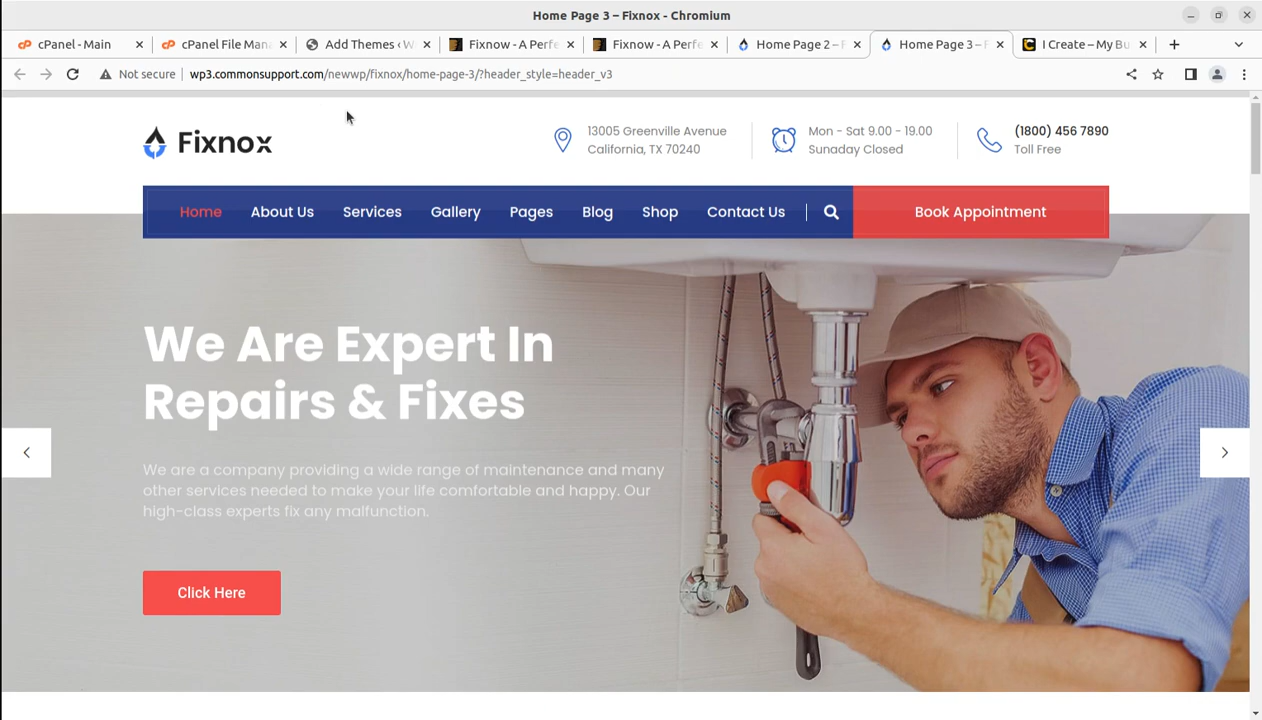 Home Page 3 – Fixnox - Chromium
cPanel - Main
cPanel File Man
Add Themes ‹ W
Fixnow - A Perfe
Fixnow - A Perfe
Home Page 2 – F
Home Page 3 – F
I Create – My Bu
Not secure
wp3.commonsupport.com/newwp/fixnox/home-page-3/?header_style=header_v3
Fixnox
13005 Greenville Avenue
California, TX 70240
Mon - Sat 9.00 - 19.00
Sunaday Closed
(1800) 456 7890
Toll Free
Home
About Us
Services
Gallery
Pages
Blog
Shop
Contact Us
Book Appointment
We Are Expert In
Repairs & Fixes
We are a company providing a wide range of maintenance and many
other services needed to make your life comfortable and happy. Our
high-class experts fix any malfunction.
Click Here